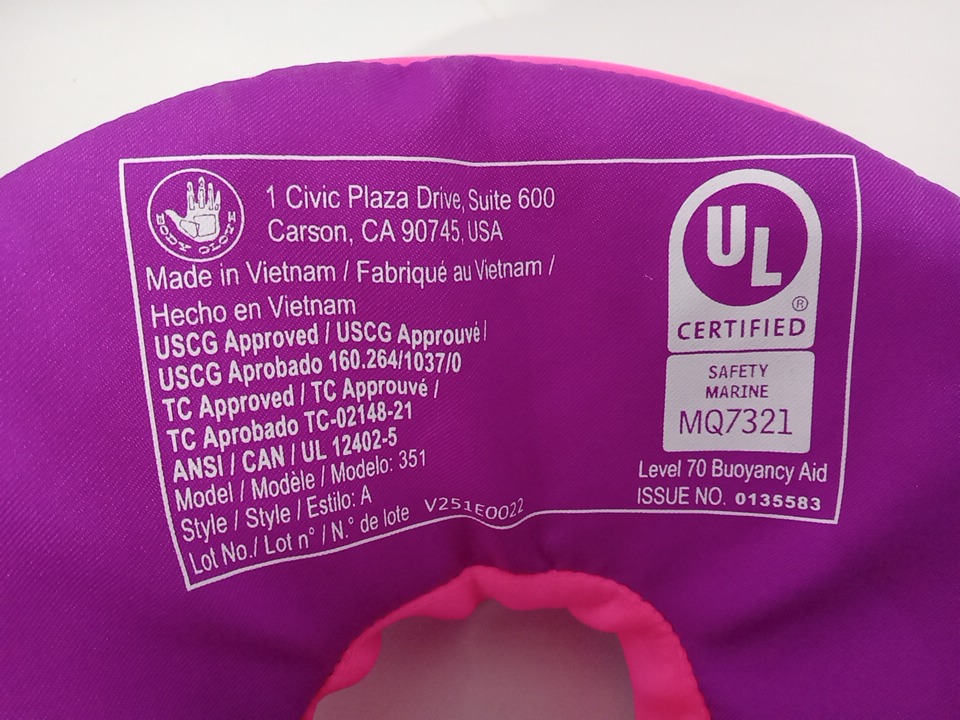 BODY GLOVE
1 Civic Plaza Drive, Suite 600
Carson, CA 90745, USA
Made in Vietnam / Fabriqué au Vietnam /
Hecho en Vietnam
USCG Approved / USCG Approuvé /
USCG Aprobado 160.264/1037/0
TC Approved / TC Approuvé /
TC Aprobado TC-02148-21
ANSI / CAN / UL 12402-5
Model / Modèle / Modelo: 351
Style / Style / Estilo: A
Lot No./ Lot n° / N.° de lote V251E0022
UL
®
CERTIFIED
SAFETY
MARINE
MQ7321
Level 70 Buoyancy Aid
ISSUE NO. 0135583